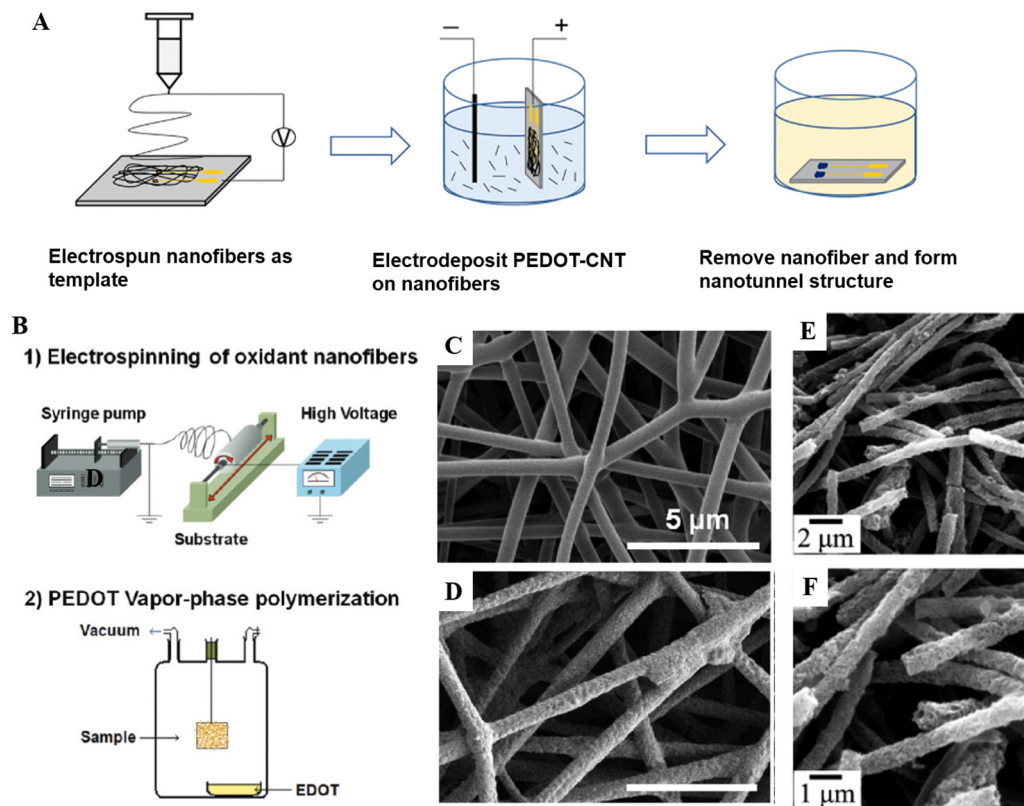 A
− +
V
Electrospun nanofibers as
template
Electrodeposit PEDOT-CNT
on nanofibers
Remove nanofiber and form
nanotunnel structure
B
1) Electrospinning of oxidant nanofibers
Syringe pump
High Voltage
D
Substrate
2) PEDOT Vapor-phase polymerization
Vacuum
Sample
EDOT
C
5 μm
D
E
2 μm
F
1 μm